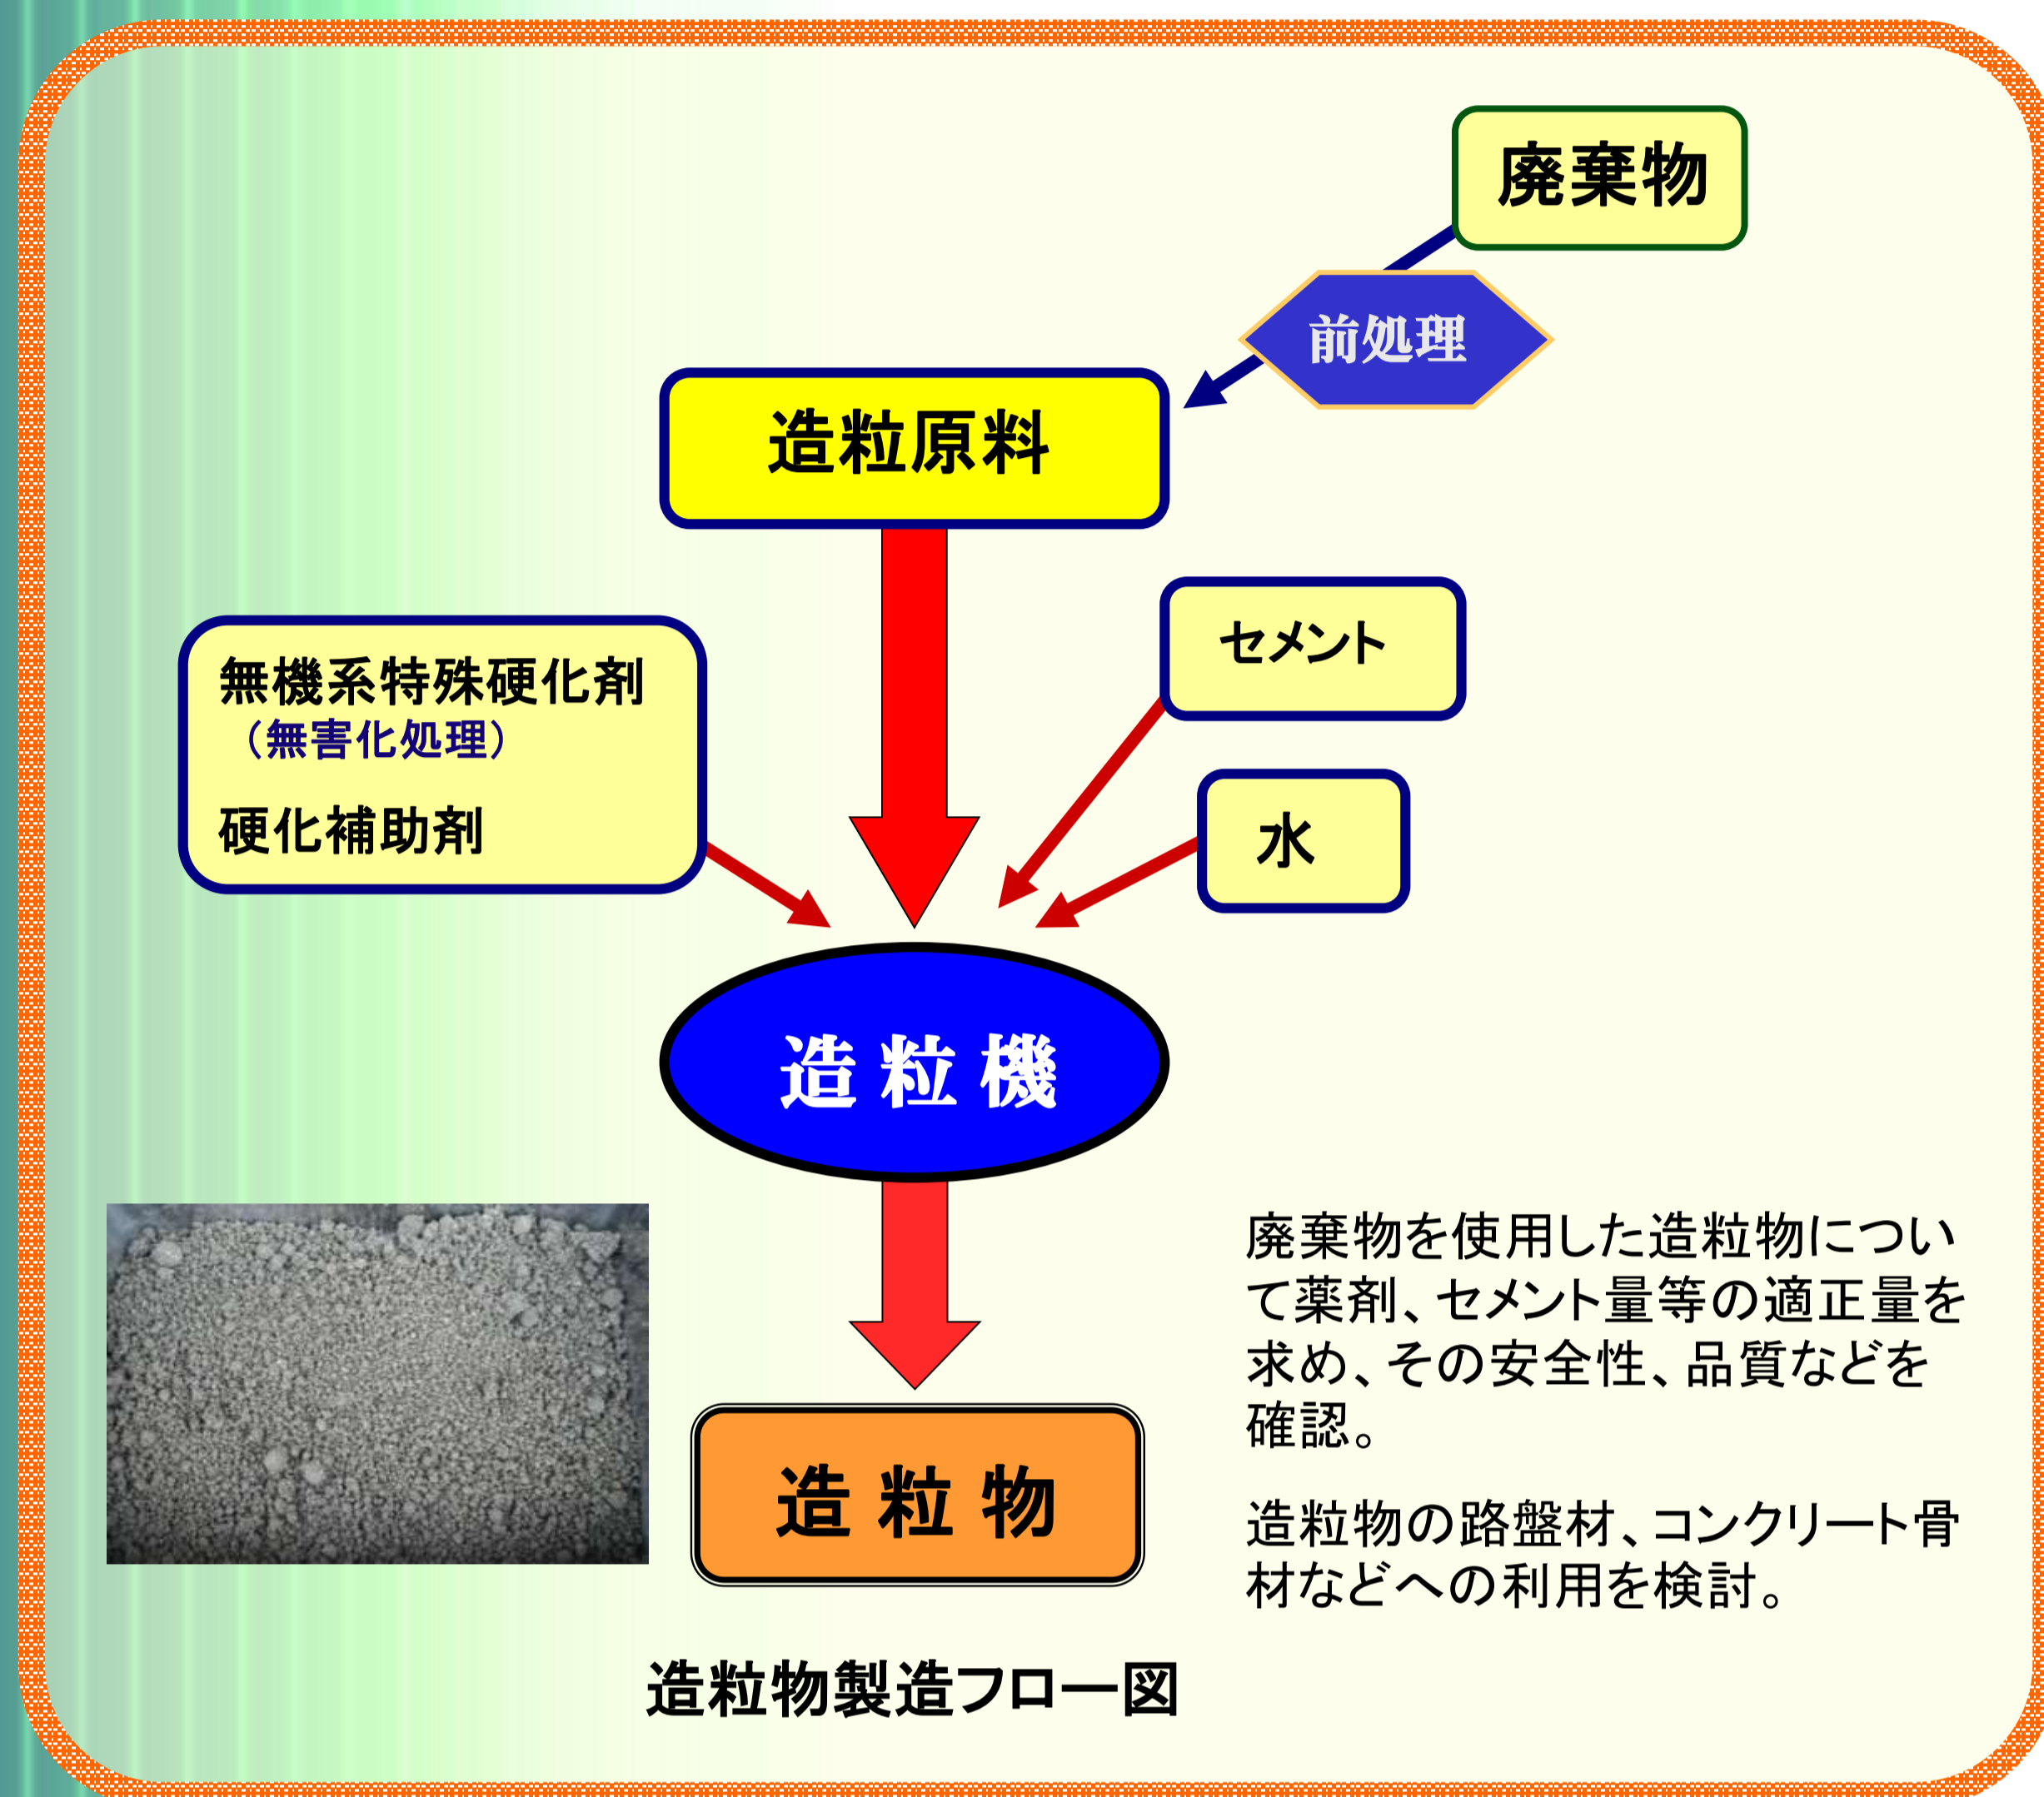 廃棄物
前処理
造粒原料
セメント
無機系特殊硬化剤
（無害化処理）
硬化補助剤
水
造粒機
廃棄物を使用した造粒物につい
て薬剤、セメント量等の適正量を
求め、その安全性、品質などを
確認。
造粒物の路盤材、コンクリート骨
材などへの利用を検討。
造粒物
造粒物製造フロー図